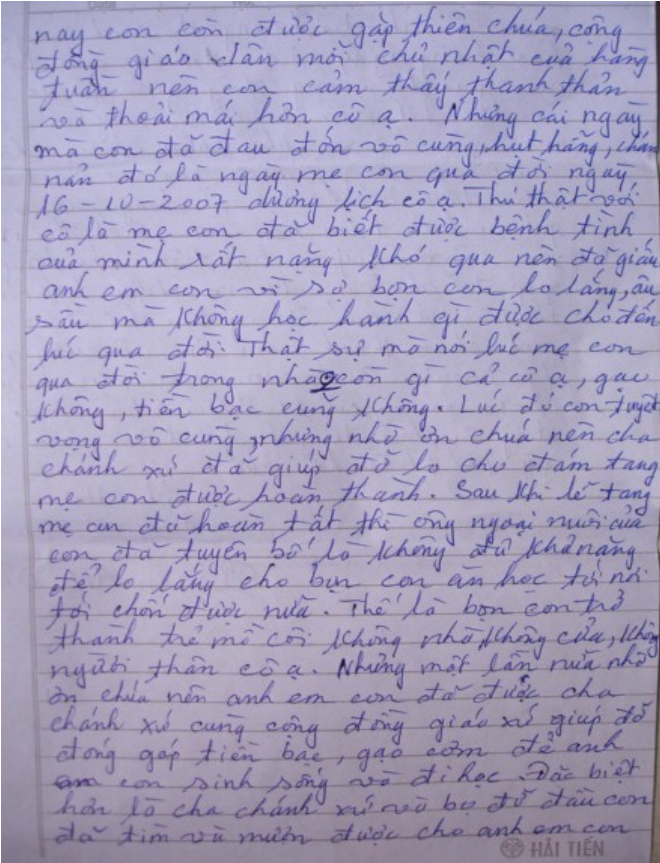 nay con còn được gặp thiên chúa, cộng
đồng giáo dân mỗi chủ nhật của hàng
tuần nên con cảm thấy thanh thản
và thoải mái hơn cô ạ. Nhưng cái ngày
mà con đã đau đớn vô cùng, hụt hẫng, chán
nản đó là ngày mẹ con qua đời ngày
16-10-2007 dương lịch cô ạ. Thú thật với
cô là mẹ con đã biết được bệnh tình
của mình rất nặng khó qua nên đã giấu
anh em con vì sợ bọn con lo lắng, âu
sầu mà không học hành gì được cho đến
lúc qua đời. Thật sự mà nói lúc mẹ con
qua đời trong nhà còn gì cả cô ạ, gạo
không, tiền bạc cũng không. Lúc đó con tuyệt
vọng vô cùng, nhưng nhờ ơn chúa nên cha
chánh xứ đã giúp đỡ lo cho đám tang
mẹ con được hoàn thành. Sau khi lễ tang
mẹ con đã hoàn tất thì ông ngoại nuôi của
con đã tuyên bố là không đủ khả năng
để lo lắng cho bọn con ăn học tới nơi
tới chốn được nữa. Thế là bọn con trở
thành trẻ mồ côi không nhà, không cửa, không
người thân cô ạ. Nhưng một lần nữa nhờ
ơn chúa nên anh em con đã được cha
chánh xứ cùng cộng đồng giáo xứ giúp đỡ
đóng góp tiền bạc, gạo cơm để anh
em con sinh sống và đi học. Đặc biệt
hơn là cha chánh xứ và bọ đỡ đầu con
đã tìm và mướn được cho anh em con
HẢI TIẾN